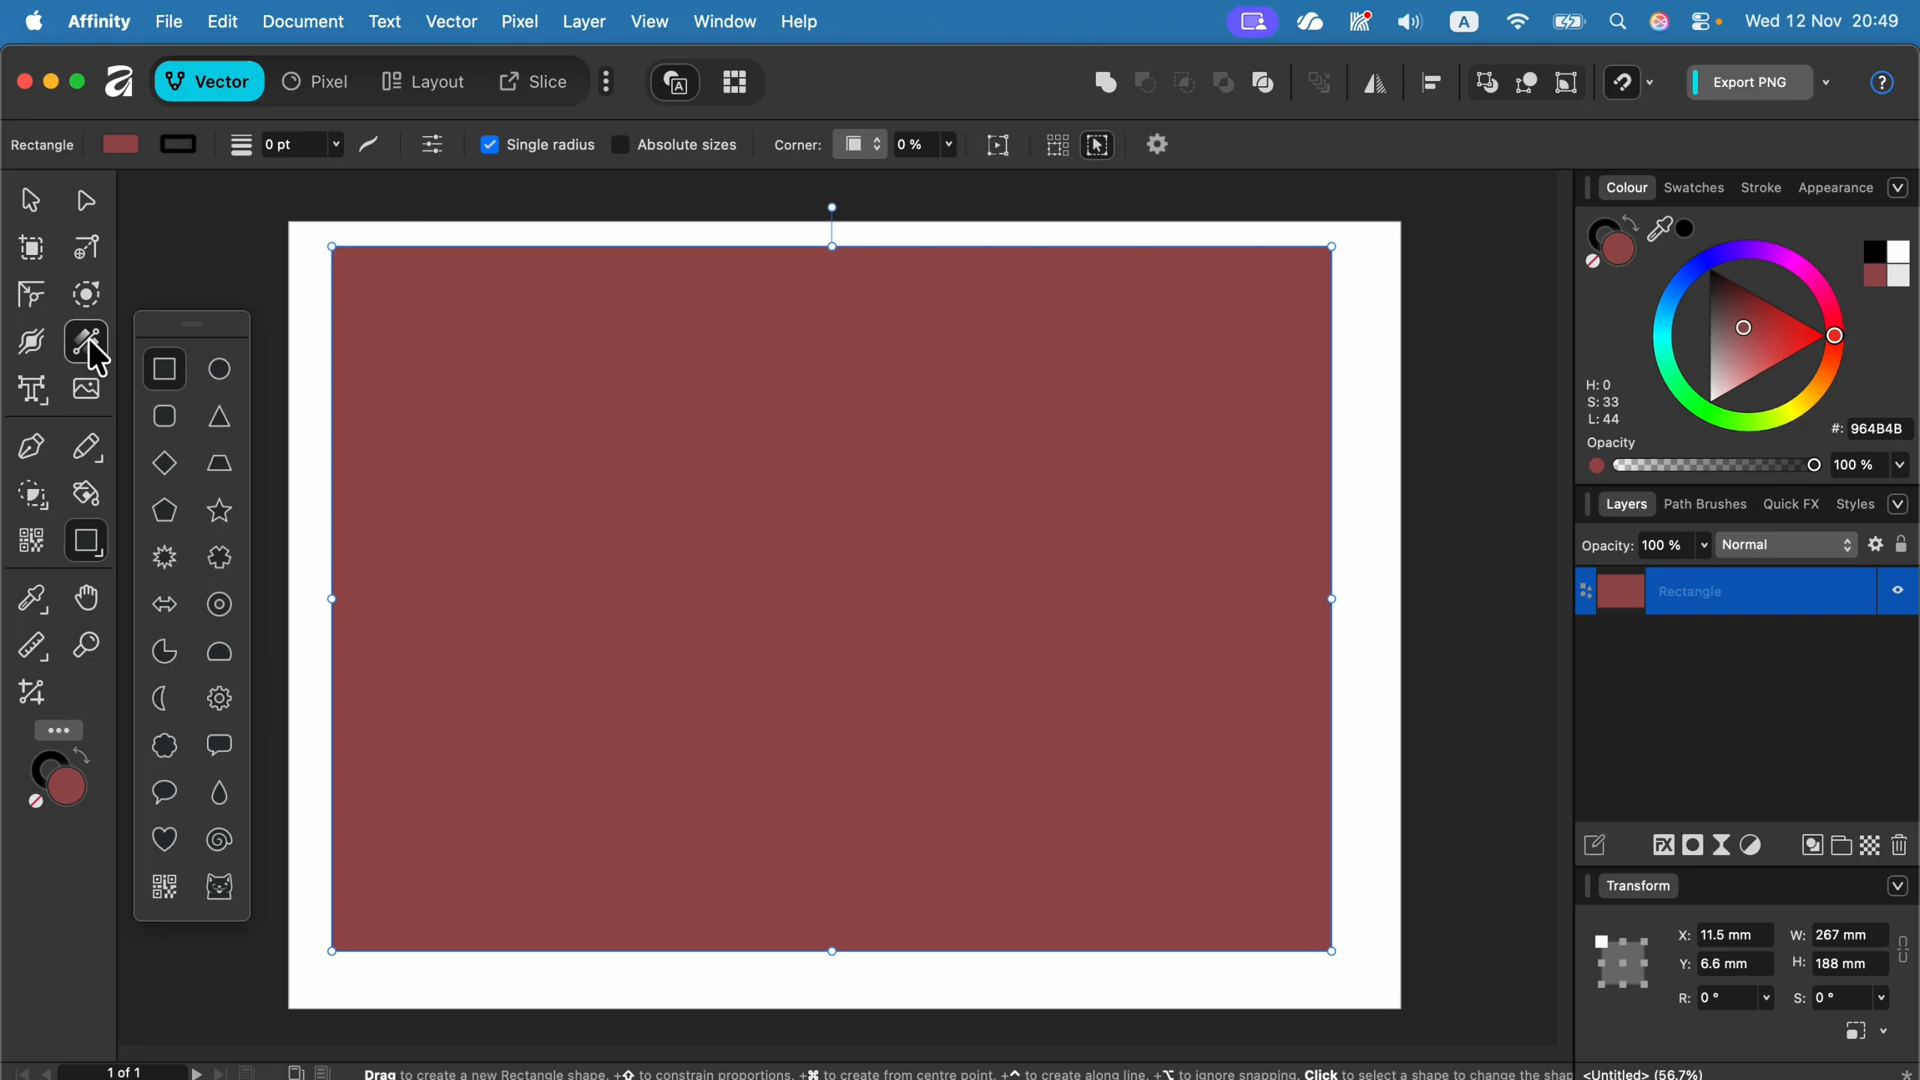 Affinity File Edit Document Text Vector Pixel Layer View Window Help A Wed 12 Nov 20:49
Vector Pixel Layout Slice Export PNG ?
Rectangle 0 pt Single radius Absolute sizes Corner: 0 %
Colour Swatches Stroke Appearance
H: 0
S: 33
L: 44
#: 964B4B
Opacity
100 %
Layers Path Brushes Quick FX Styles
Opacity: 100 % Normal
Rectangle
FX
Transform
X: 11.5 mm W: 267 mm
Y: 6.6 mm H: 188 mm
R: 0 ° S: 0 °
1 of 1 Drag to create a new Rectangle shape. +⇧ to constrain proportions. +⌘ to create from centre point. +^ to create along line. +⌥ to ignore snapping. Click to select a shape to change the shap <Untitled> (56.7%)